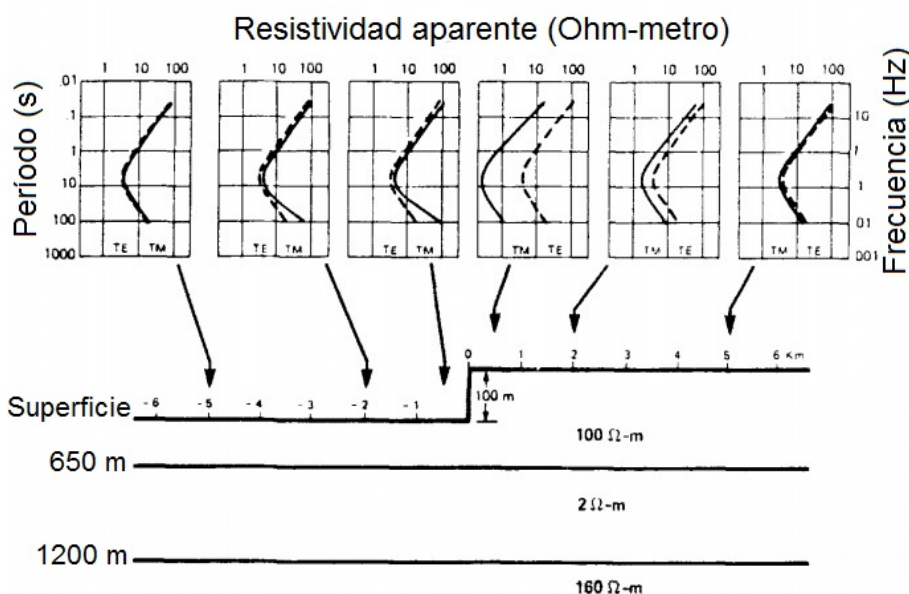 Resistividad aparente (Ohm-metro)
1 10 100 1 10 100 1 10 100 1 10 100 1 10 100 1 10 100
Período (s)
.01
.1
1
10
100
1000
TE TM TE TM TE TM TM TE TM TE TE TM
10
1
1
0.1
.001
Frecuencia (Hz)
0 1 2 3 4 5 6 Km
100 m
Superficie
-6 -5 -4 -3 -2 -1
100 Ω-m
650 m
2 Ω-m
1200 m
160 Ω-m